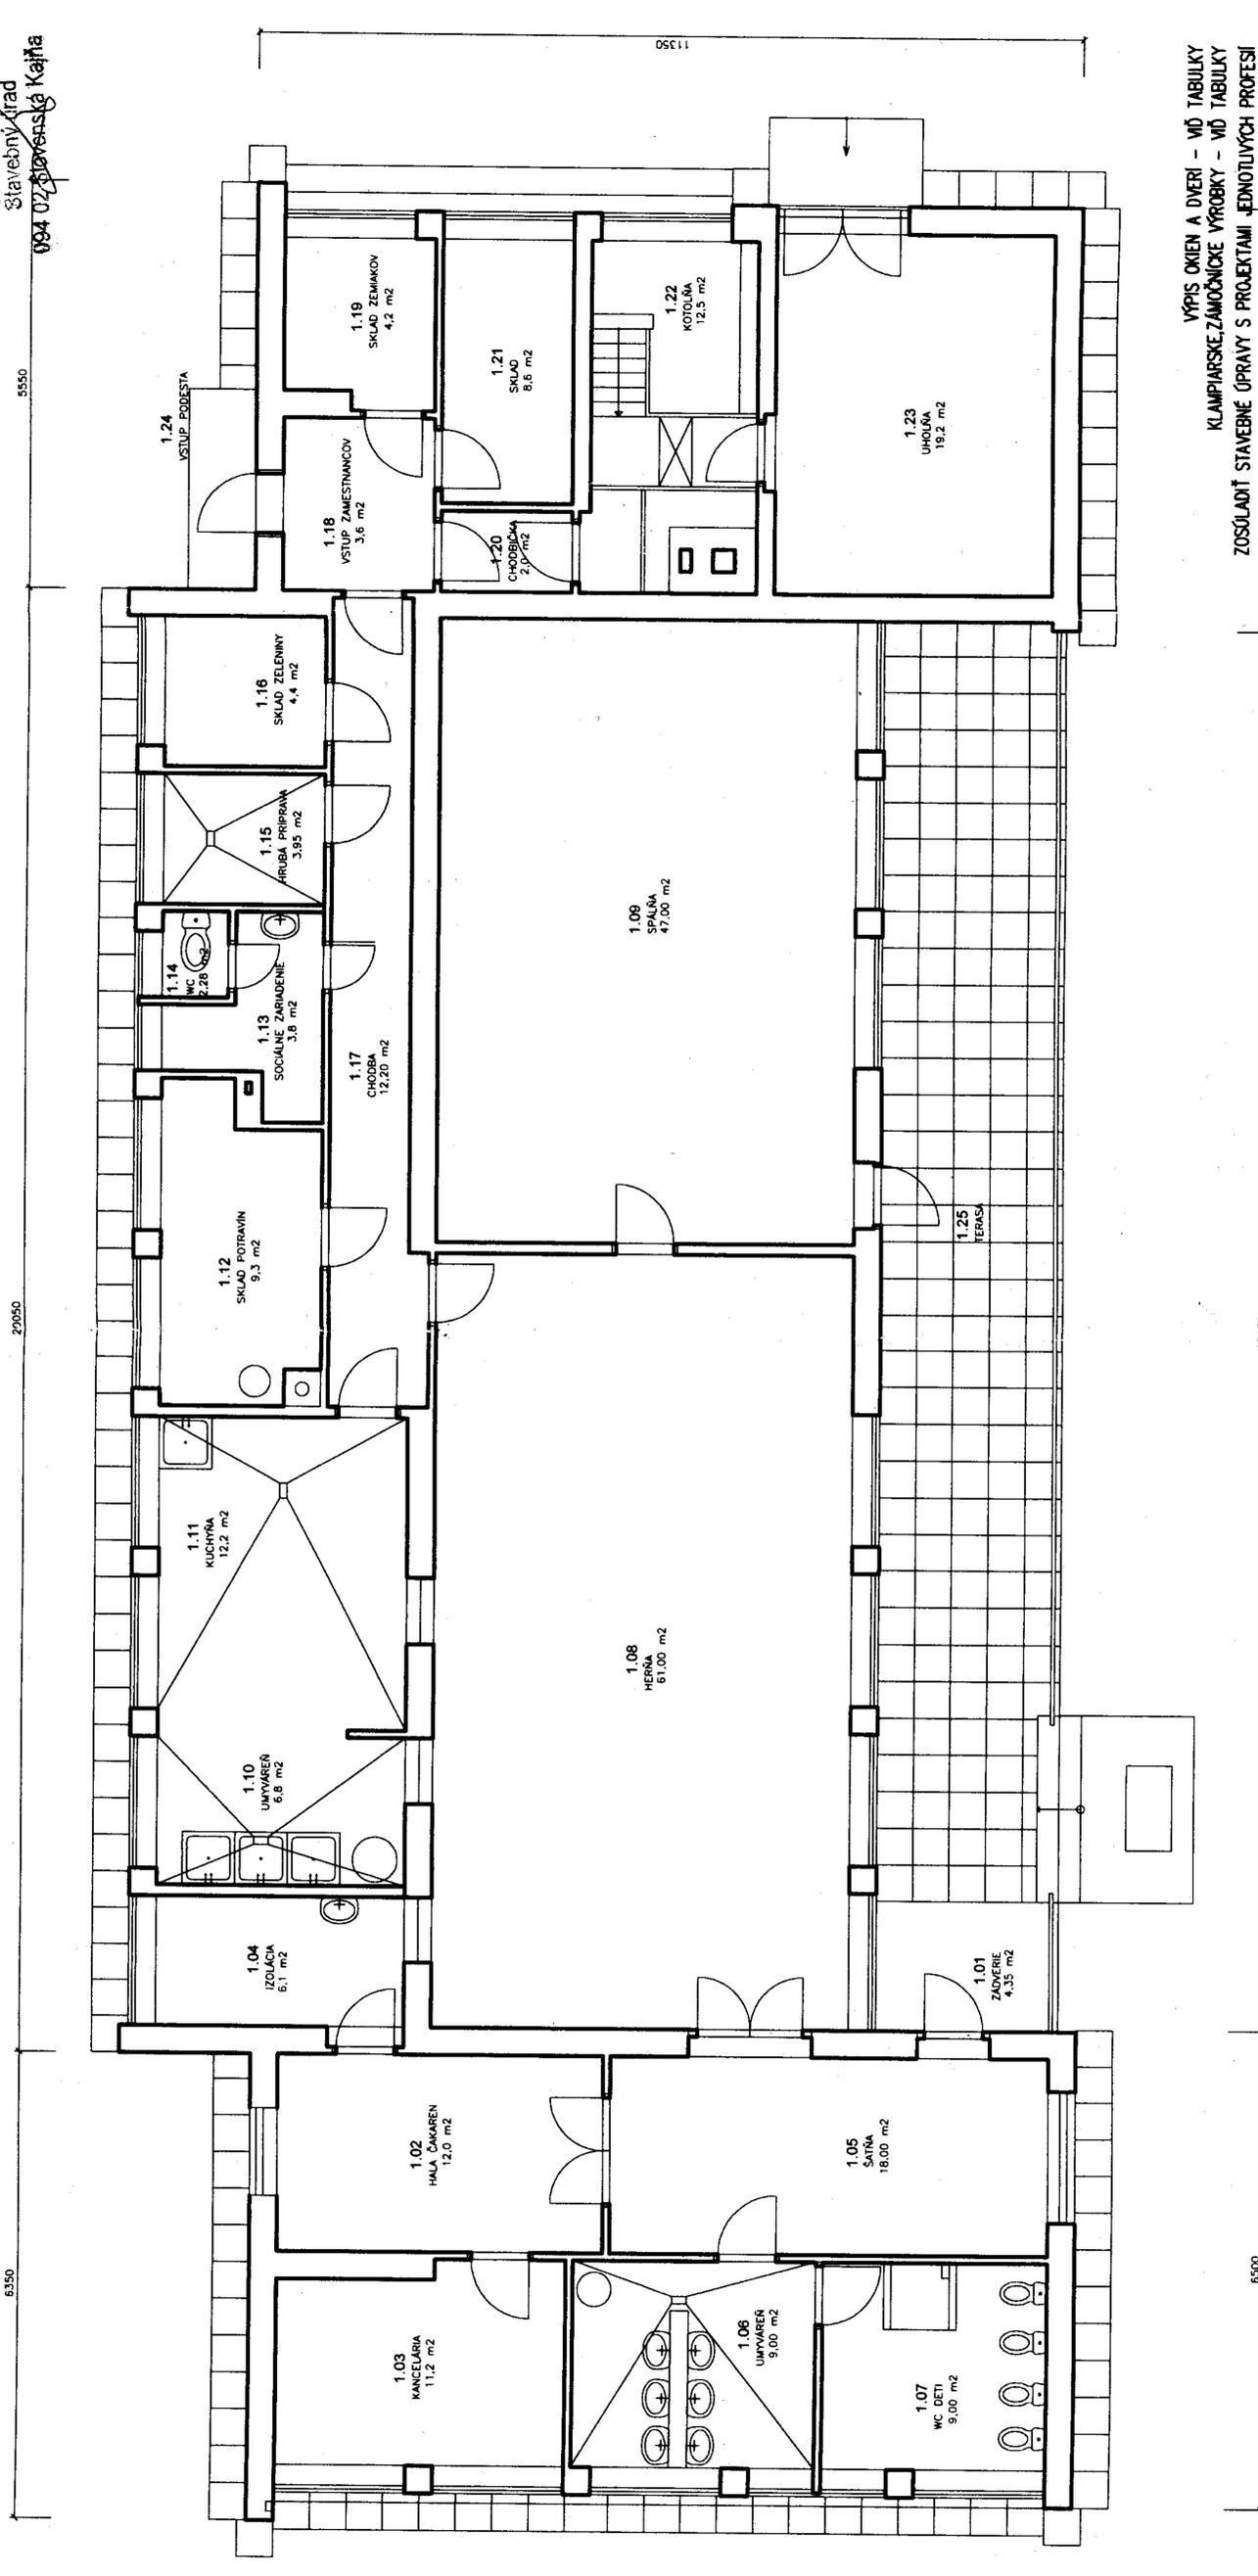 Stavebný úrad
094 02 Slovenská Kajňa
11350
5550
20050
6350
6500
VÝPIS OKIEN A DVERÍ - VIĎ TABUĽKY
KLAMPIARSKE,ZÁMOČNÍCKE VÝROBKY - VIĎ TABUĽKY
ZOSÚLADIŤ STAVEBNÉ ÚPRAVY S PROJEKTAMI JEDNOTLIVÝCH PROFESIÍ
1.24
VSTUP PODESTA
1.19
SKLAD ZEMIAKOV
4,2 m2
1.21
SKLAD
8,6 m2
1.22
KOTOLŇA
12,5 m2
1.23
UHOLŇA
19,2 m2
1.18
VSTUP ZAMESTNANCOV
3,6 m2
1.20
CHODBIČKA
2,0 m2
1.16
SKLAD ZELENINY
4,4 m2
1.15
HRUBÁ PRÍPRAVA
3,95 m2
1.14
WC
2,28 m2
1.13
SOCIÁLNE ZARIADENIE
3,8 m2
1.17
CHODBA
12,20 m2
1.09
SPÁLŇA
47,00 m2
1.12
SKLAD POTRAVÍN
9,3 m2
1.25
TERASA
1.11
KUCHYŇA
12,2 m2
1.08
HERŇA
61,00 m2
1.10
UMYVÁREŇ
6,8 m2
1.04
IZOLÁCIA
6,1 m2
1.01
ZÁDVERIE
4,35 m2
1.02
HALA ČAKAREN
12,0 m2
1.05
ŠATŇA
18,00 m2
1.03
KANCELÁRIA
11,2 m2
1.06
UMYVÁREŇ
9,00 m2
1.07
WC DETI
9,00 m2